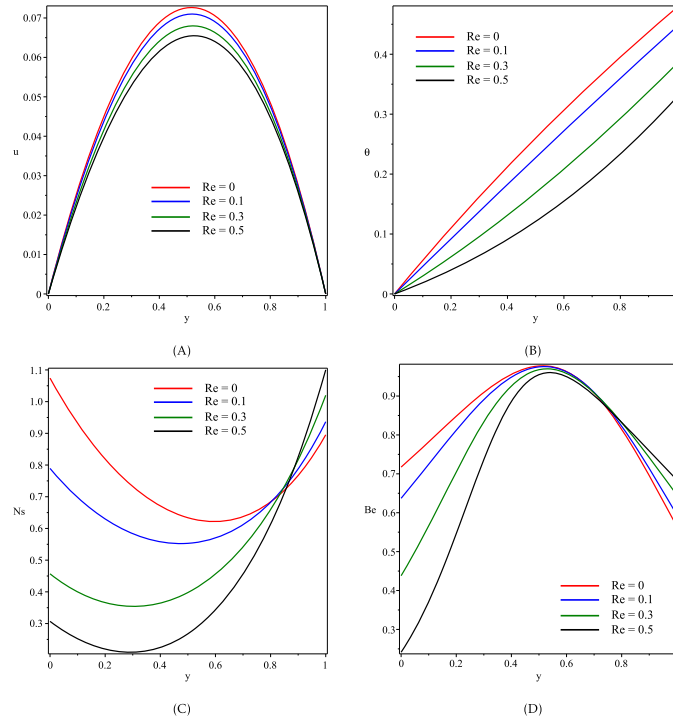 0.07
0.06
0.05
0.04
u
0.03
0.02
0.01
0
0
0.2
0.4
0.6
0.8
1
y
Re = 0
Re = 0.1
Re = 0.3
Re = 0.5
(A)
0.4
0.3
θ
0.2
0.1
0
0
0.2
0.4
0.6
0.8
y
Re = 0
Re = 0.1
Re = 0.3
Re = 0.5
(B)
1.1
1.0
0.9
0.8
0.7
Ns
0.6
0.5
0.4
0.3
0
0.2
0.4
0.6
0.8
1
y
Re = 0
Re = 0.1
Re = 0.3
Re = 0.5
(C)
0.9
0.8
0.7
Be
0.6
0.5
0.4
0.3
0
0.2
0.4
0.6
0.8
y
Re = 0
Re = 0.1
Re = 0.3
Re = 0.5
(D)